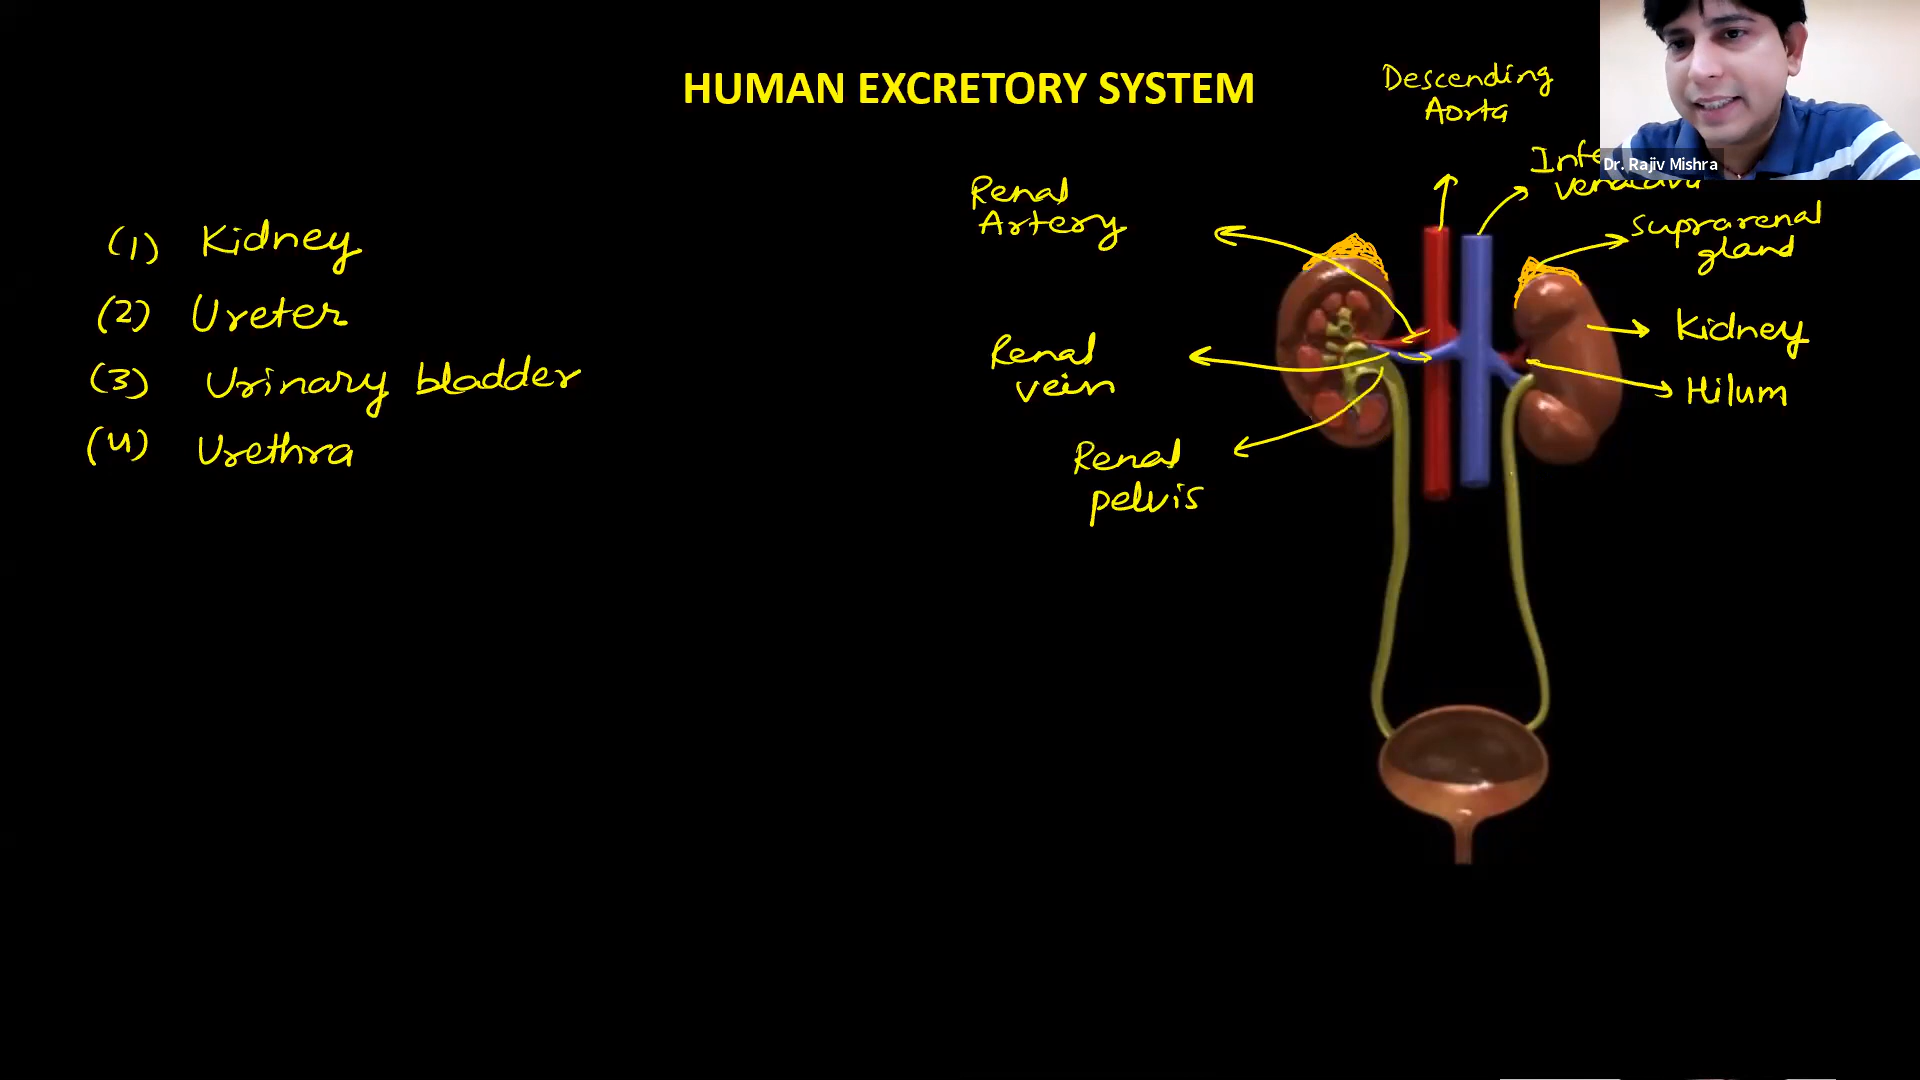 HUMAN EXCRETORY SYSTEM
Descending
Aorta
Dr. Rajiv Mishra
Renal
Artery
suprarenal
gland
(1) Kidney
(2) Ureter
(3) Urinary bladder
(4) Urethra
Kidney
Renal
vein
Hilum
Renal
pelvis